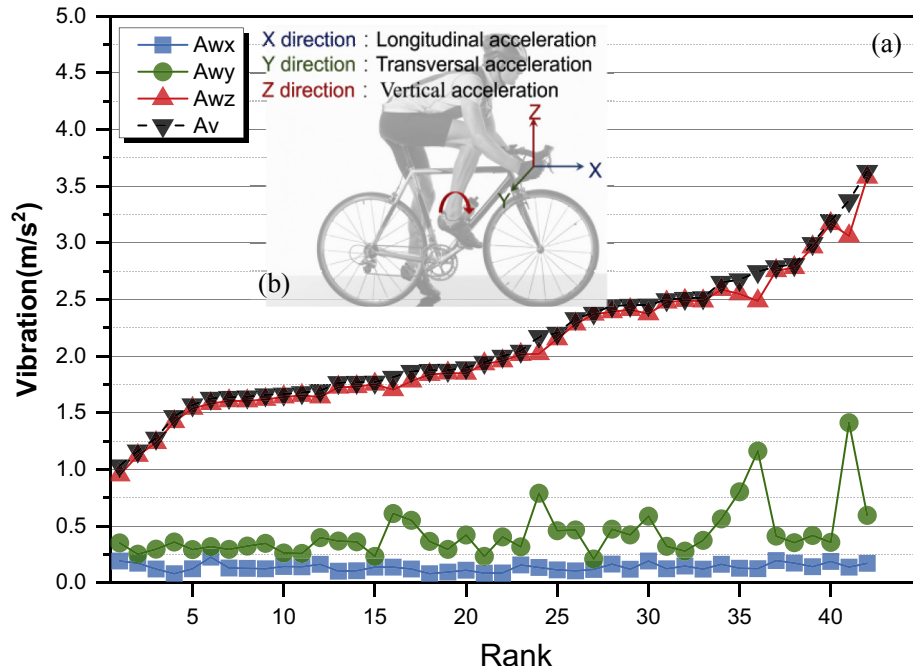 5.0
4.5
4.0
3.5
3.0
2.5
2.0
1.5
1.0
0.5
0.0
Vibration(m/s²)
Awx
Awy
Awz
Av
X direction : Longitudinal acceleration
Y direction : Transversal acceleration
Z direction : Vertical acceleration
(a)
Z
X
Y
(b)
5 10 15 20 25 30 35 40
Rank